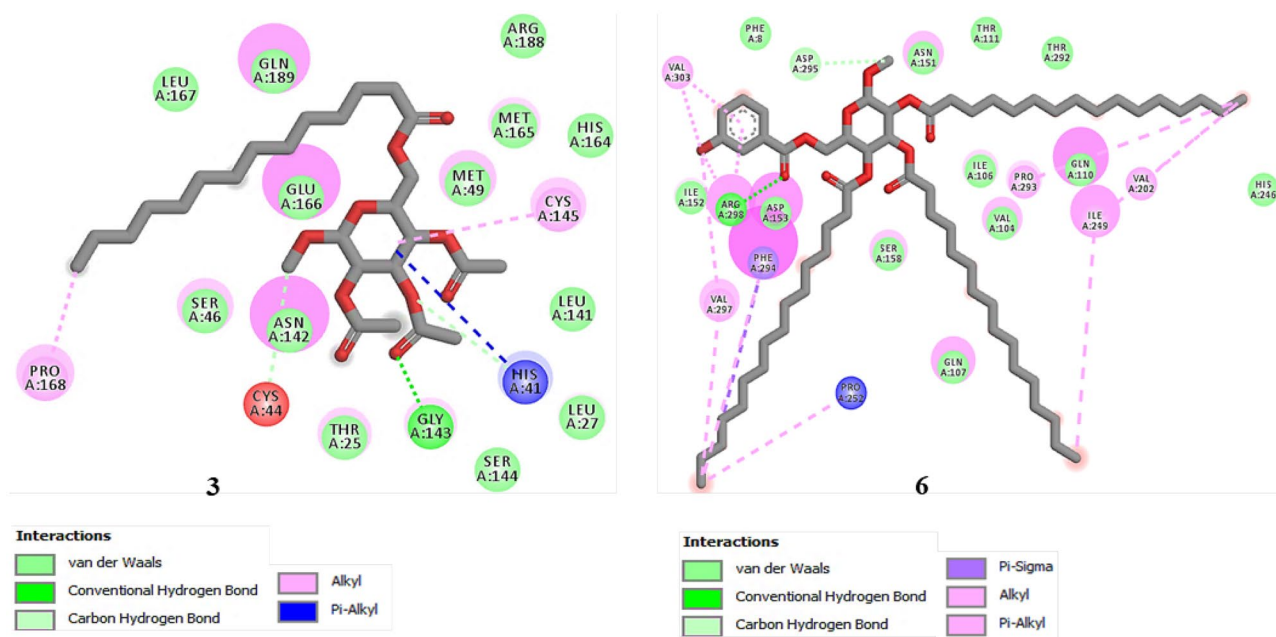 ARG
A:188
GLN
A:189
LEU
A:167
MET
A:165
HIS
A:164
MET
A:49
GLU
A:166
CYS
A:145
SER
A:46
ASN
A:142
LEU
A:141
PRO
A:168
HIS
A:41
CYS
A:44
THR
A:25
GLY
A:143
LEU
A:27
SER
A:144
3
Interactions
van der Waals
Conventional Hydrogen Bond
Carbon Hydrogen Bond
Alkyl
Pi-Alkyl
PHE
A:8
ASP
A:295
ASN
A:151
THR
A:111
THR
A:292
VAL
A:303
ILE
A:106
PRO
A:293
GLN
A:110
VAL
A:202
HIS
A:246
ILE
A:152
ARG
A:298
ASP
A:153
VAL
A:104
ILE
A:249
PHE
A:294
SER
A:158
VAL
A:297
GLN
A:107
PRO
A:252
6
Interactions
van der Waals
Conventional Hydrogen Bond
Carbon Hydrogen Bond
Pi-Sigma
Alkyl
Pi-Alkyl